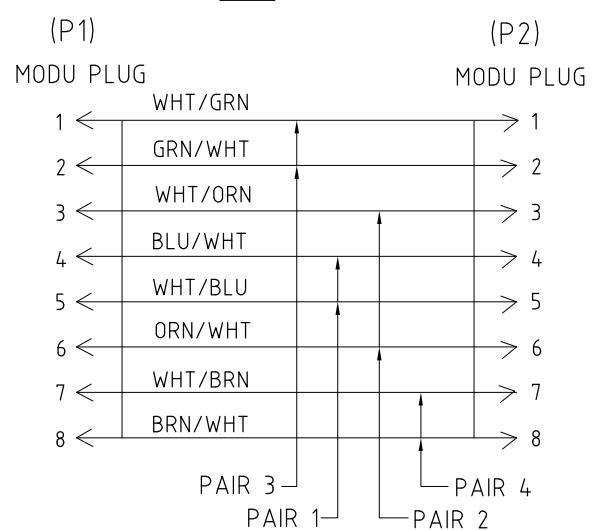 (P1) (P2)
MODU PLUG MODU PLUG
1 WHT/GRN 1
2 GRN/WHT 2
3 WHT/ORN 3
4 BLU/WHT 4
5 WHT/BLU 5
6 ORN/WHT 6
7 WHT/BRN 7
8 BRN/WHT 8
PAIR 3 PAIR 4
PAIR 1 PAIR 2